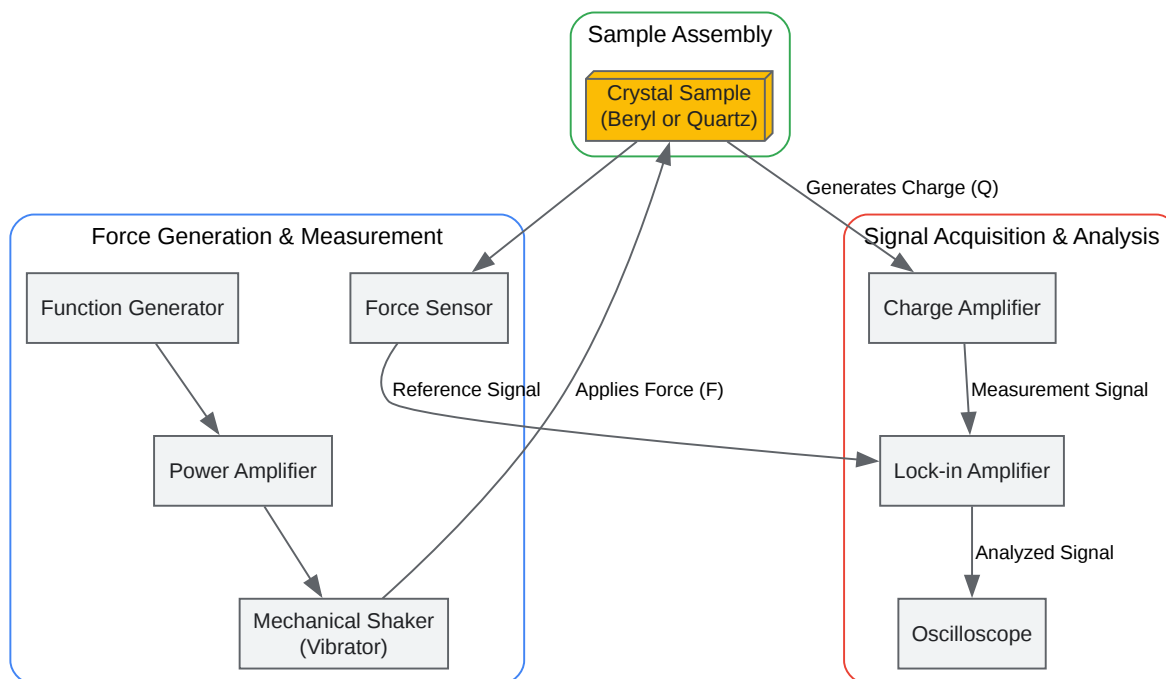 Sample Assembly
Crystal Sample
(Beryl or Quartz)
Generates Charge (Q)
Force Generation & Measurement
Signal Acquisition & Analysis
Function Generator
Force Sensor
Charge Amplifier
Reference Signal
Applies Force (F)
Measurement Signal
Power Amplifier
Lock-in Amplifier
Analyzed Signal
Mechanical Shaker
(Vibrator)
Oscilloscope